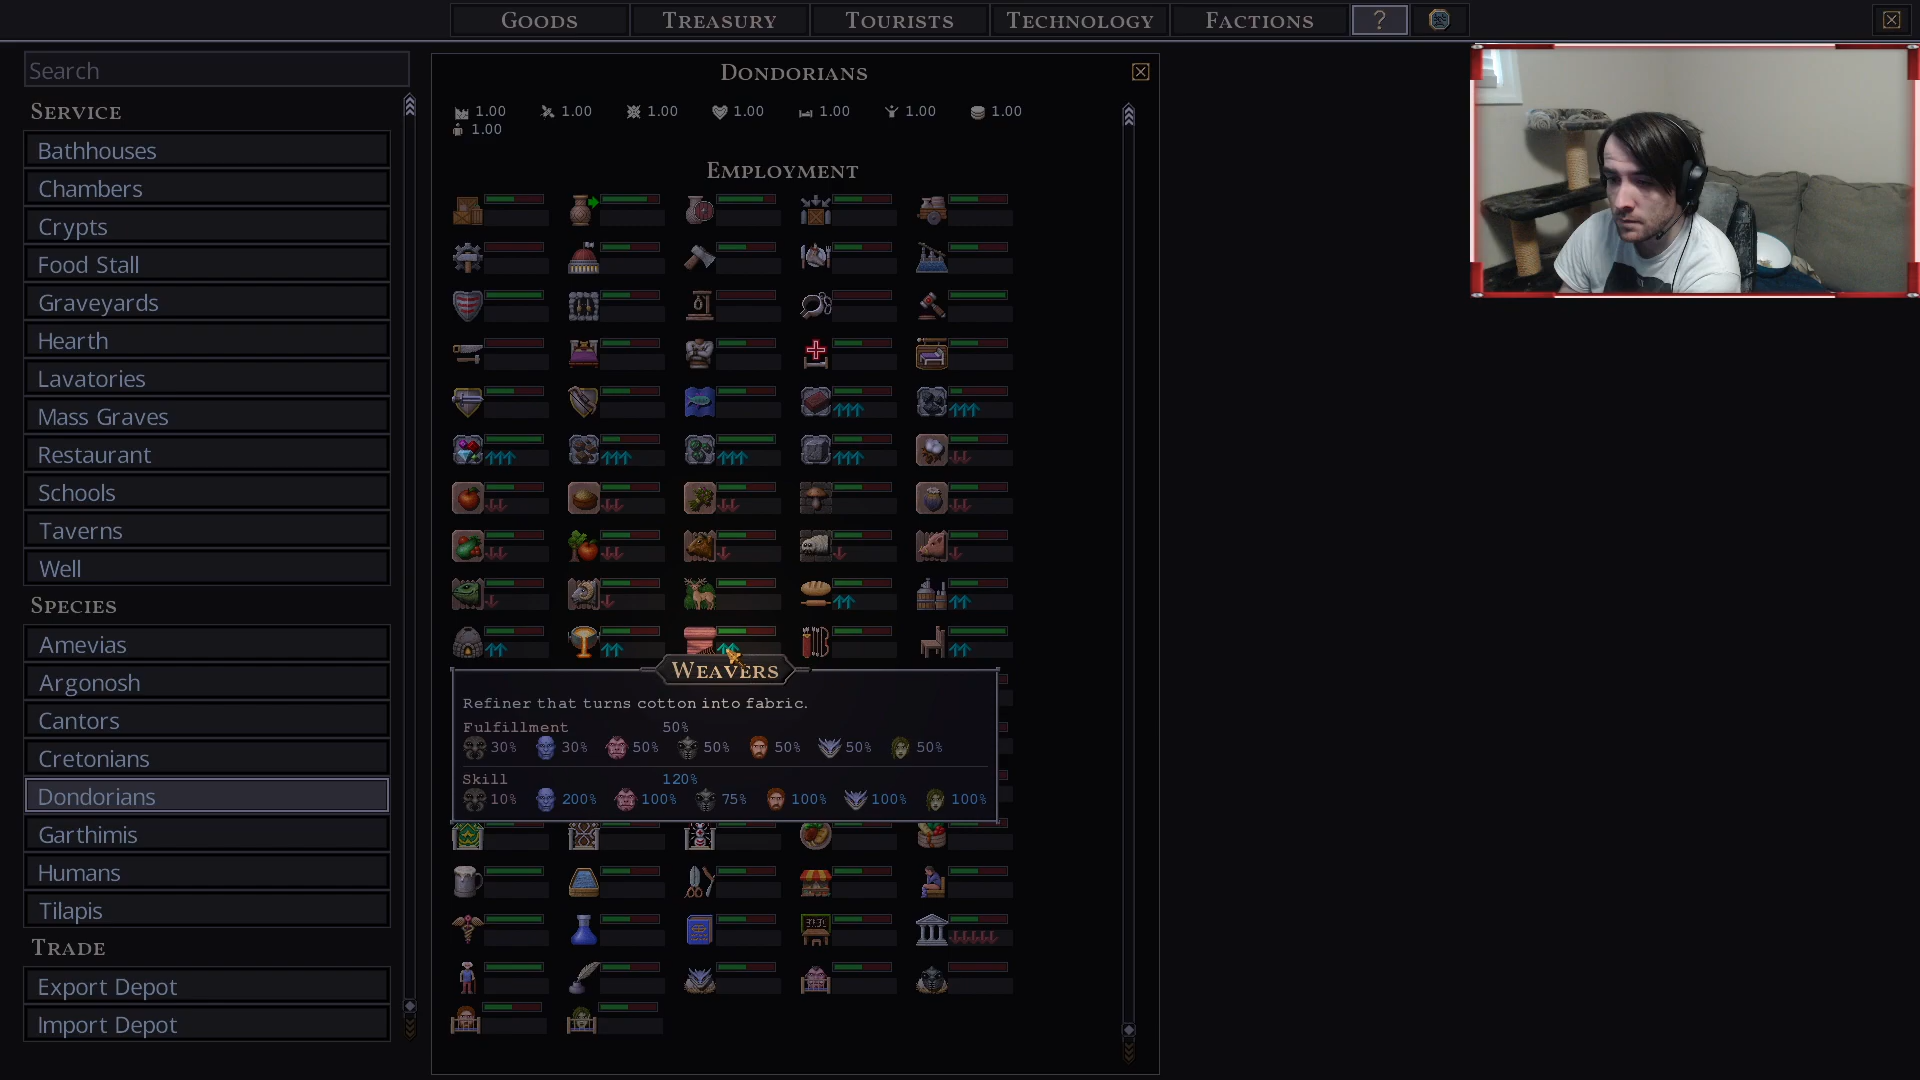 GOODS
TREASURY
TOURISTS
TECHNOLOGY
FACTIONS
?
Search
SERVICE
Bathhouses
Chambers
Crypts
Food Stall
Graveyards
Hearth
Lavatories
Mass Graves
Restaurant
Schools
Taverns
Well
SPECIES
Amevias
Argonosh
Cantors
Cretonians
Dondorians
Garthimis
Humans
Tilapis
TRADE
Export Depot
Import Depot
DONDORIANS
1.00 1.00 1.00 1.00 1.00 1.00 1.00
1.00
EMPLOYMENT
WEAVERS
Refiner that turns cotton into fabric.
Fulfillment 50%
30% 30% 50% 50% 50% 50% 50%
Skill 120%
10% 200% 100% 75% 100% 100% 100%